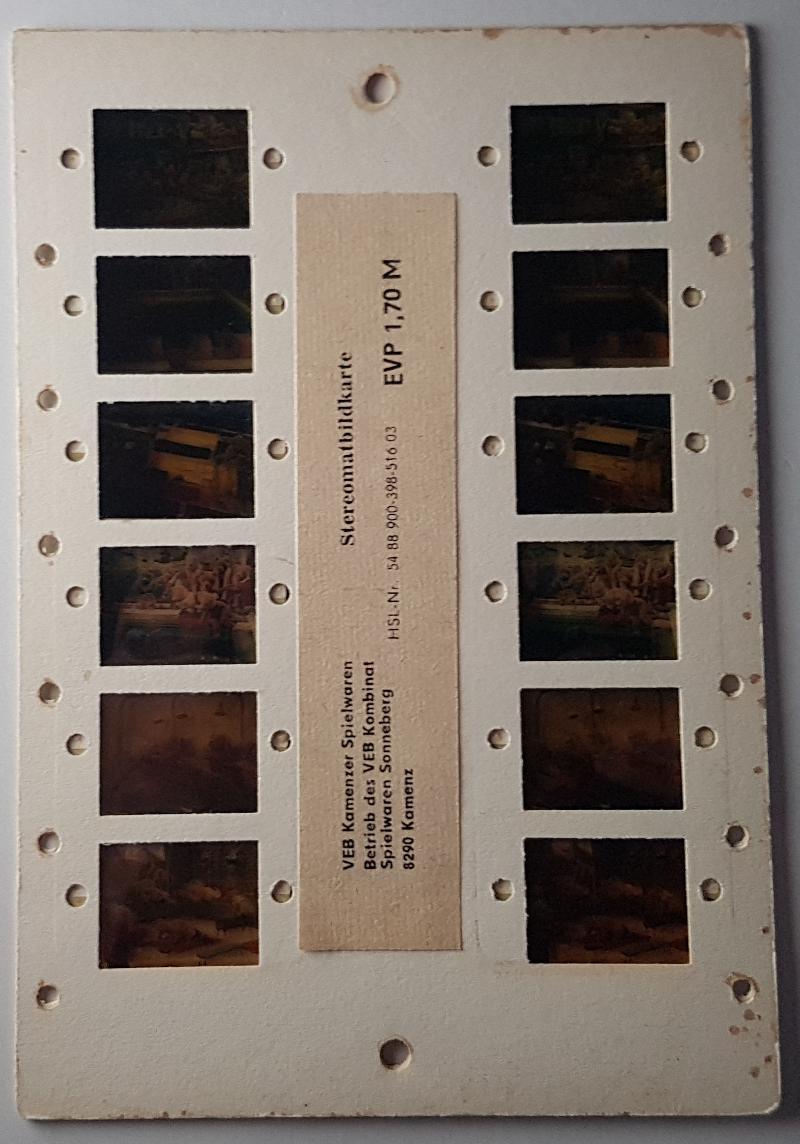 VEB Kamenzer Spielwaren
Betrieb des VEB Kombinat
Spielwaren Sonneberg
8290 Kamenz
Stereomatbildkarte
HSL-Nr. 54 88 900-398-516 03
EVP 1,70 M